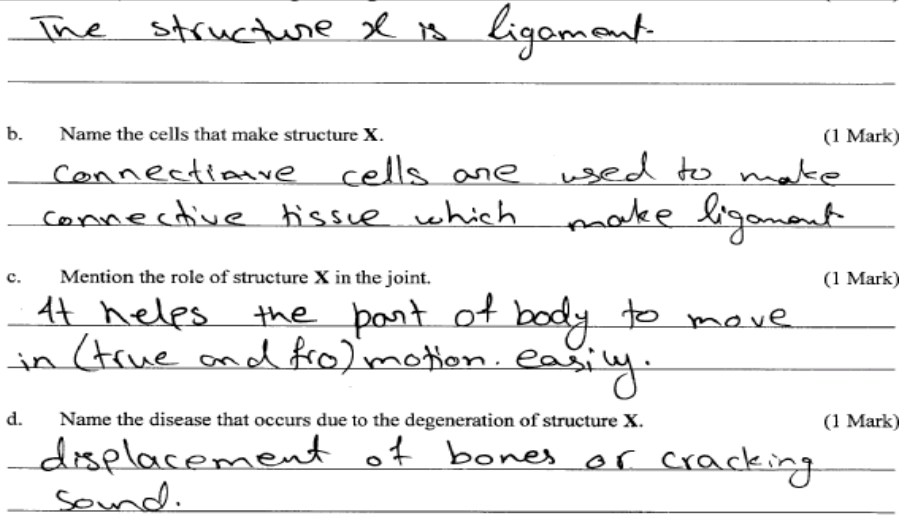 The structure X is ligament.
b. Name the cells that make structure X. (1 Mark)
connectiave cells are used to make
connective tissue which make ligament
c. Mention the role of structure X in the joint. (1 Mark)
It helps the part of body to move
in (true and fro) motion. easily.
d. Name the disease that occurs due to the degeneration of structure X. (1 Mark)
displacement of bones or cracking
sound.